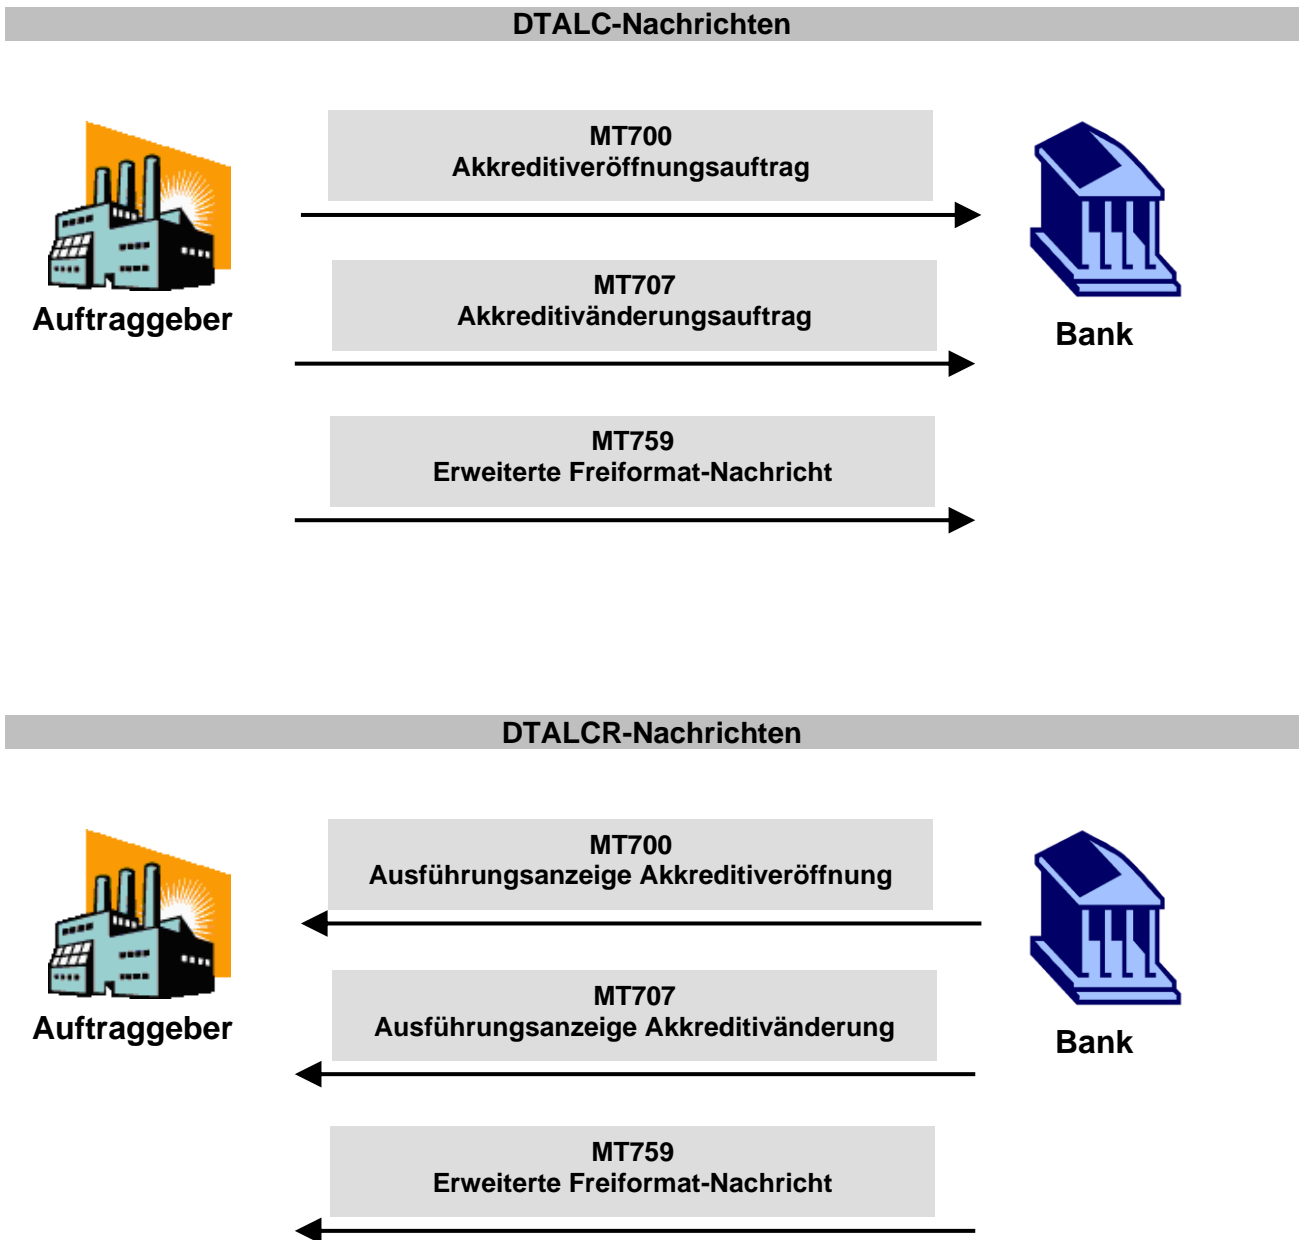 DTALC-Nachrichten
MT700
Akkreditiveröffnungsauftrag
MT707
Akkreditivänderungsauftrag
Auftraggeber
Bank
MT759
Erweiterte Freiformat-Nachricht
DTALCR-Nachrichten
MT700
Ausführungsanzeige Akkreditiveröffnung
MT707
Ausführungsanzeige Akkreditivänderung
Auftraggeber
Bank
MT759
Erweiterte Freiformat-Nachricht